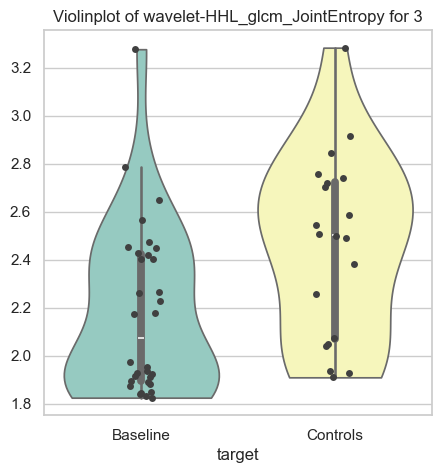 Violinplot of wavelet-HHL_glcm_JointEntropy for 3
3.2
3.0
2.8
2.6
2.4
2.2
2.0
1.8
Baseline
Controls
target